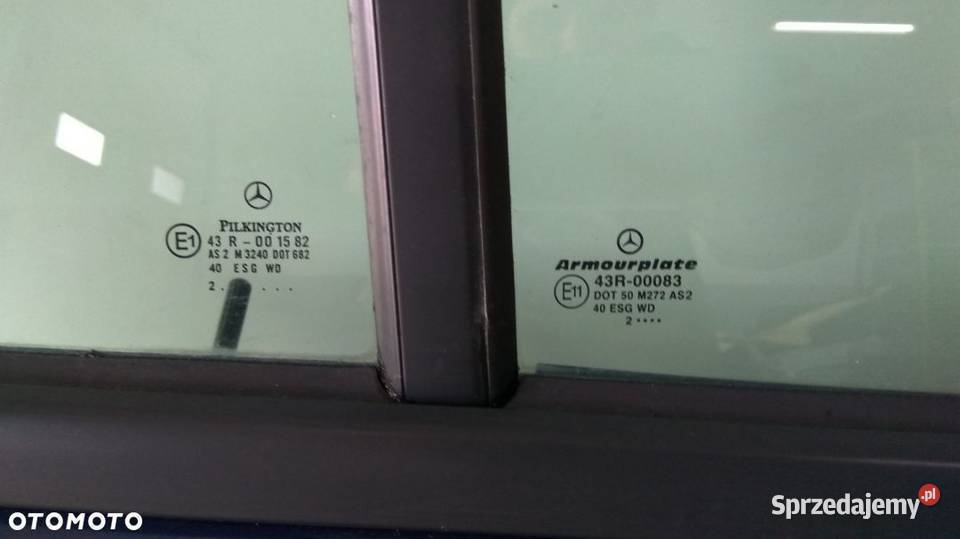 PILKINGTON
E1
43 R - 00 15 82
AS 2 M 3240 DOT 682
40 ESG WD
2. . . . .
Armourplate
E11
43R-00083
DOT 50 M272 AS2
40 ESG WD
2 ••••
OTOMOTO
Sprzedajemy.pl